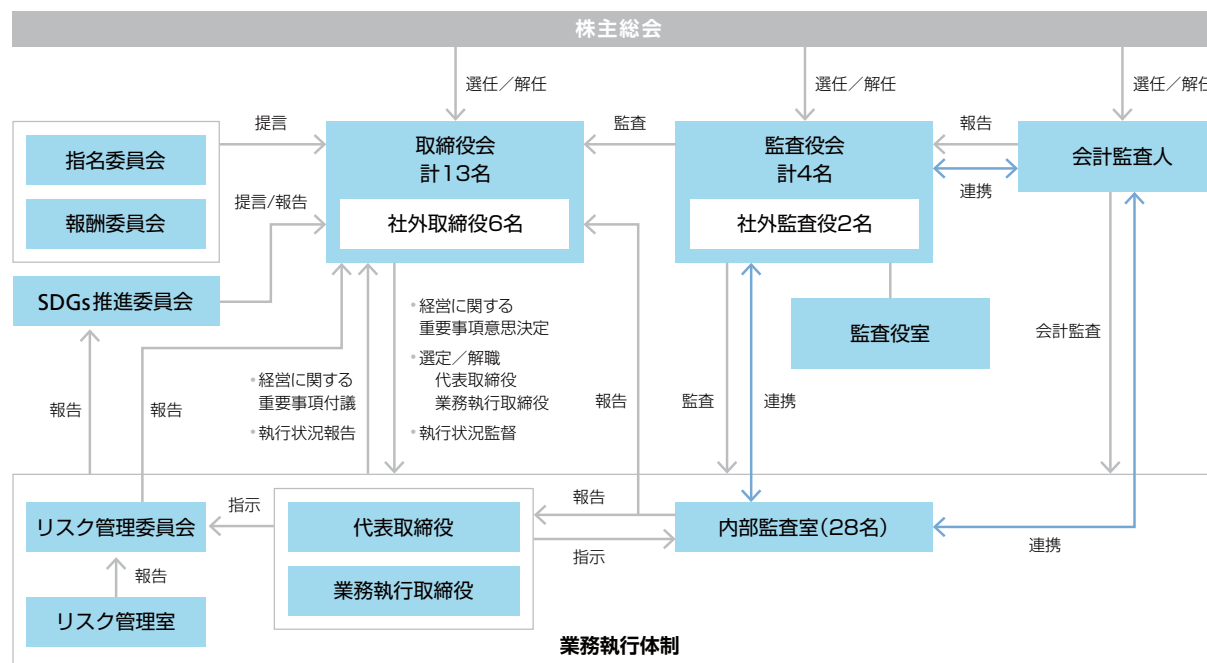 株主総会
選任／解任
選任／解任
選任／解任
指名委員会
報酬委員会
提言
取締役会
計13名
社外取締役6名
監査
監査役会
計4名
社外監査役2名
報告
連携
会計監査人
提言/報告
SDGs推進委員会
監査役室
・経営に関する
重要事項意思決定
・選定／解職
代表取締役
業務執行取締役
・執行状況監督
・経営に関する
重要事項付議
・執行状況報告
報告
報告
報告
監査
連携
会計監査
リスク管理委員会
指示
代表取締役
業務執行取締役
報告
指示
内部監査室（28名）
連携
報告
リスク管理室
業務執行体制